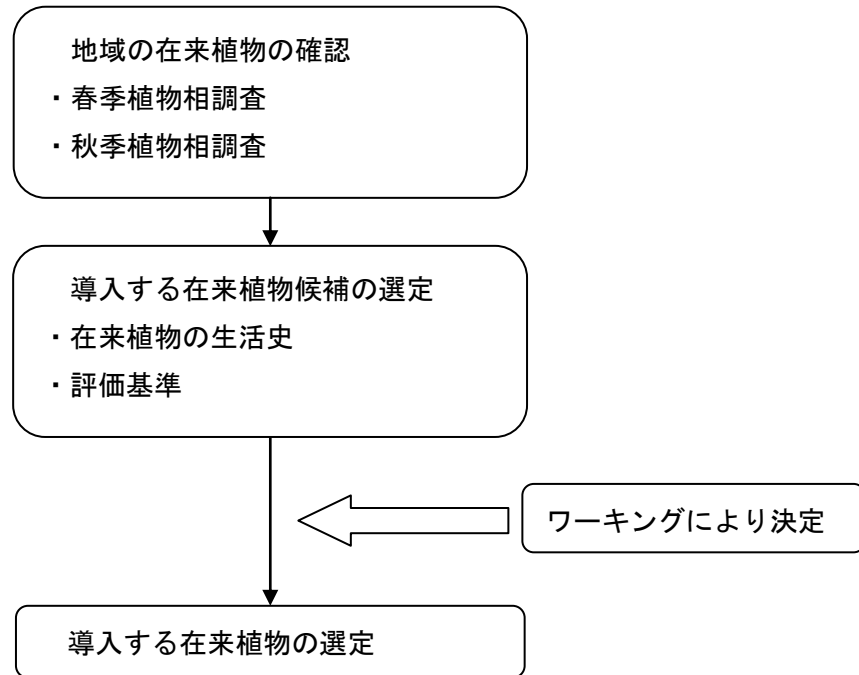 地域の在来植物の確認
・春季植物相調査
・秋季植物相調査
導入する在来植物候補の選定
・在来植物の生活史
・評価基準
ワーキングにより決定
導入する在来植物の選定